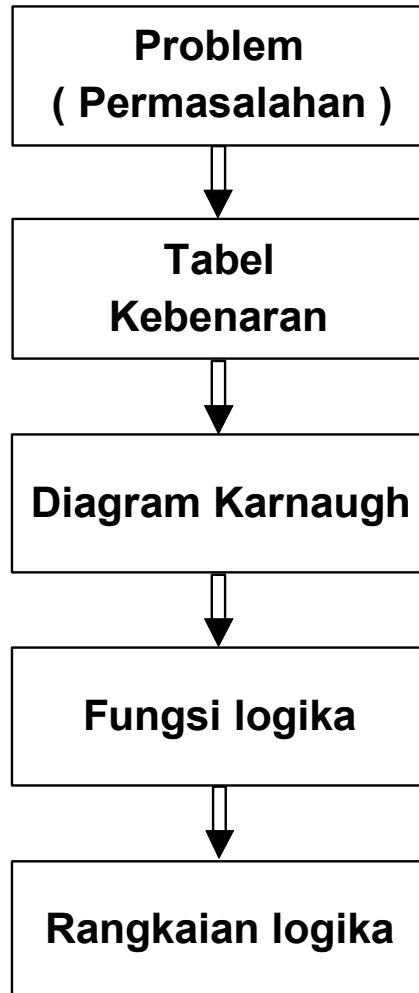 Problem
( Permasalahan )
Tabel
Kebenaran
Diagram Karnaugh
Fungsi logika
Rangkaian logika